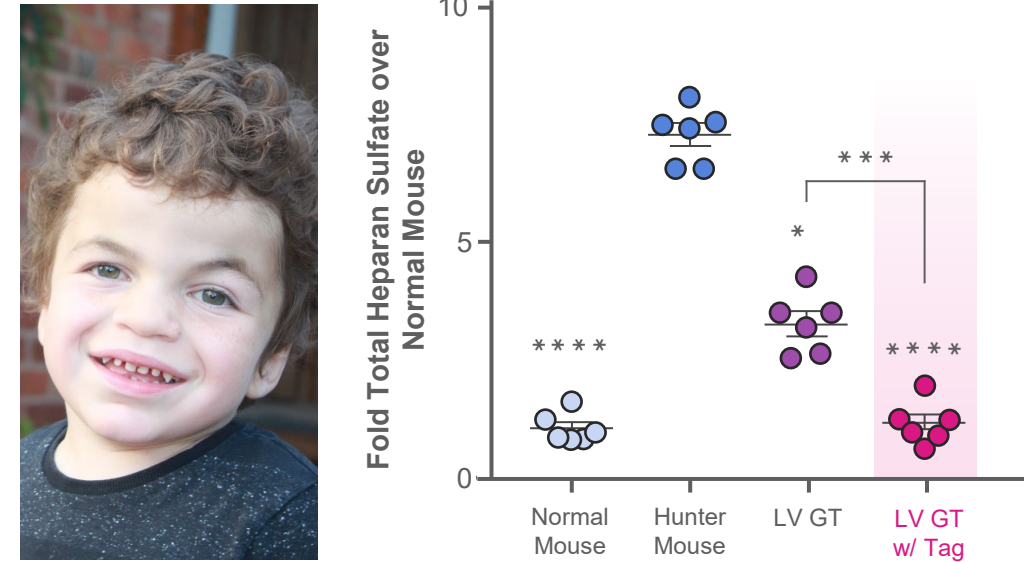 Fold Total Heparan Sulfate over
Normal Mouse
10
5
0
* * * *
*
* * *
* * * *
Normal
Mouse
Hunter
Mouse
LV GT
LV GT
w/ Tag